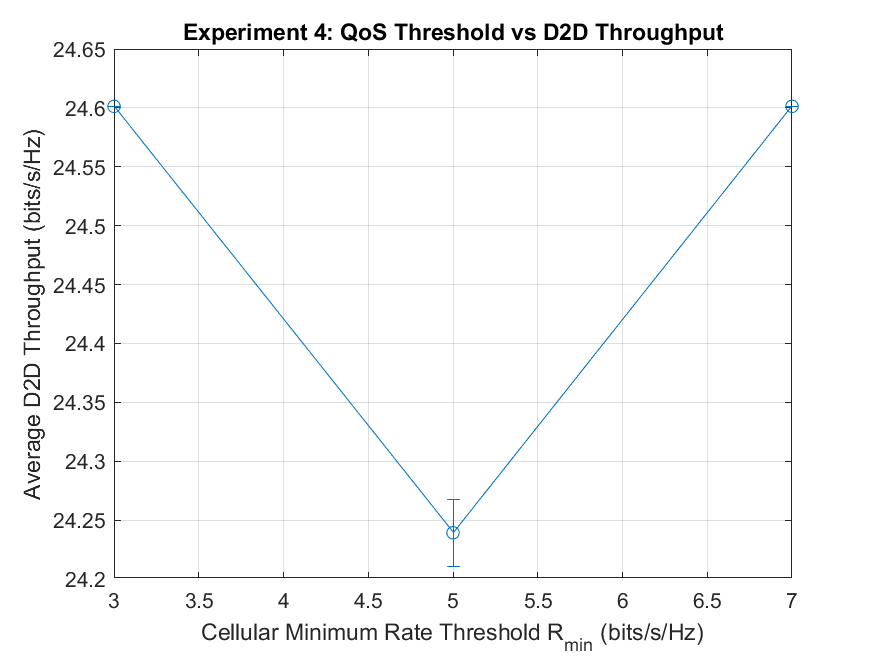 Experiment 4: QoS Threshold vs D2D Throughput
24.65
24.6
24.55
24.5
24.45
24.4
24.35
24.3
24.25
24.2
Average D2D Throughput (bits/s/Hz)
3 3.5 4 4.5 5 5.5 6 6.5 7
Cellular Minimum Rate Threshold R_min (bits/s/Hz)